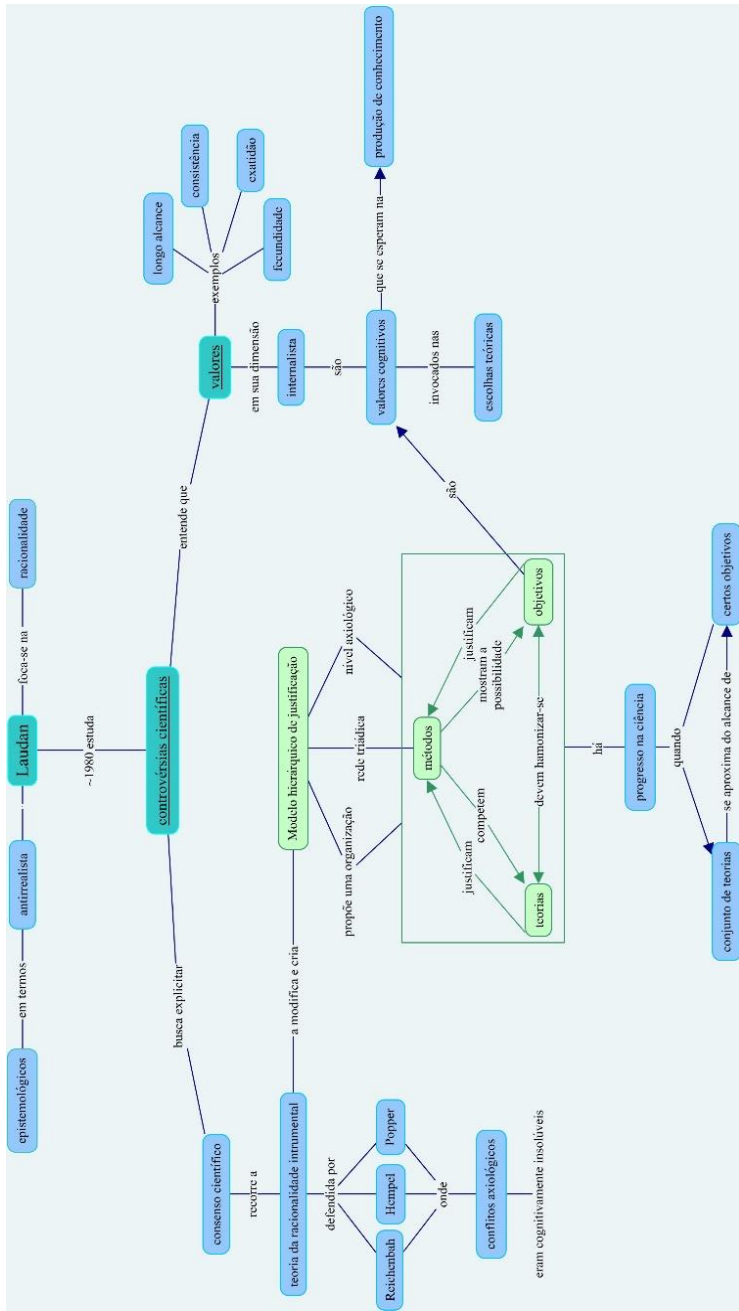 epistemológicos
em termos
antirrealista
Laudan
foca-se na
racionalidade
~1980 estuda
controvérsias científicas
busca explicitar
entende que
consenso científico
recorre a
teoria da racionalidade intrumental
defendida por
Reichenbah
Hempel
Popper
onde
conflitos axiológicos
eram cognitivamente insolúveis
a modifica e cria
Modelo hierárquico de justificação
propõe uma organização
rede triádica
nível axiológico
métodos
justificam
competem
justificam
mostram a
possibilidade
teorias
devem harmonizar-se
objetivos
há
progresso na ciência
quando
conjunto de teorias
se aproxima do alcance de
certos objetivos
são
valores
exemplos
longo alcance
consistência
exatidão
fecundidade
em sua dimensão
internalista
são
valores cognitivos
que se esperam na
produção de conhecimento
invocados nas
escolhas teóricas